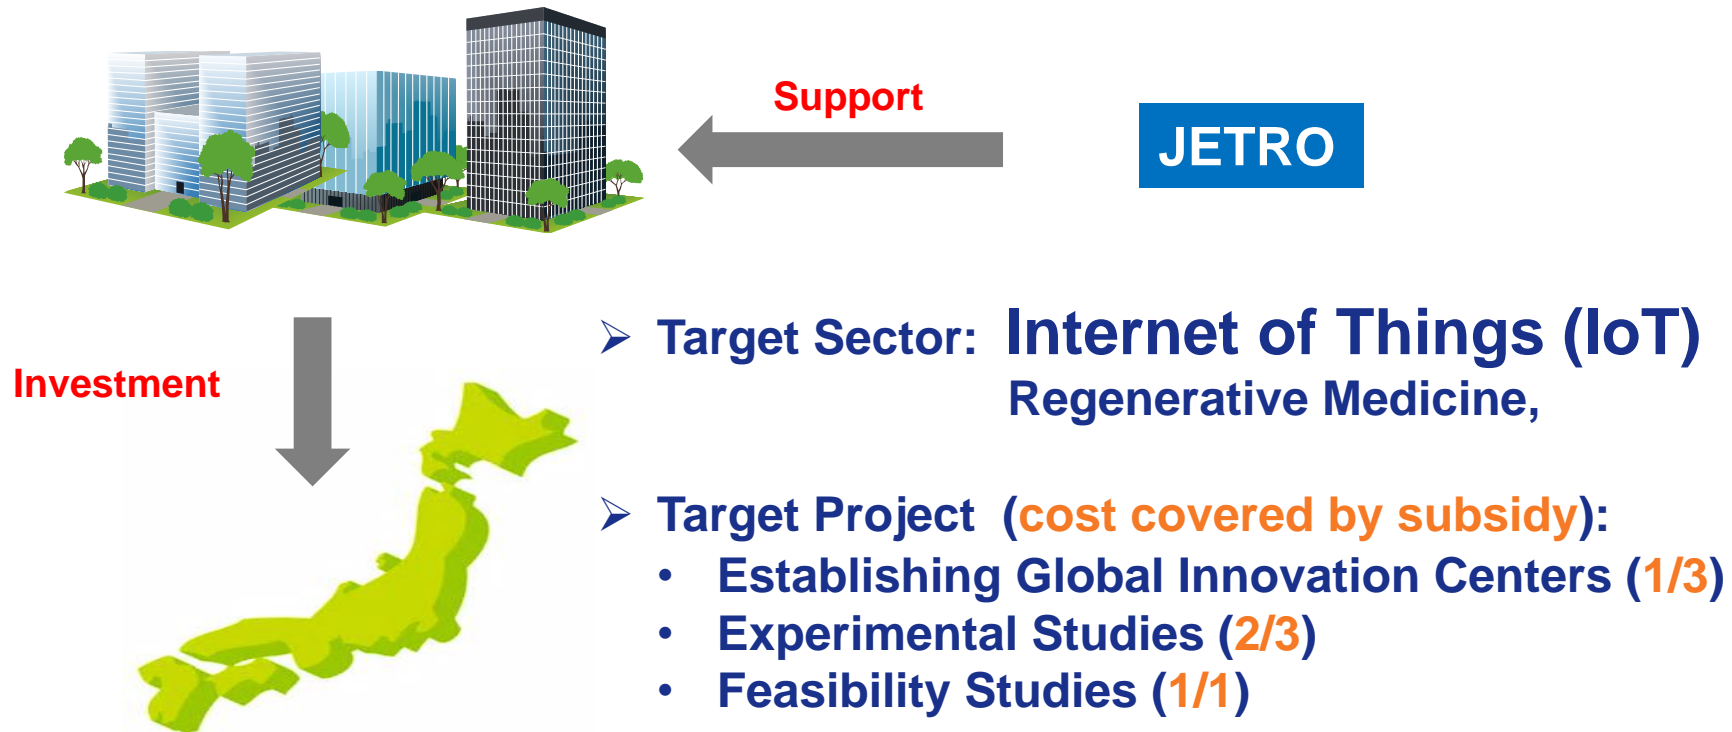 Support
JETRO
Investment
➢ Target Sector: Internet of Things (IoT)
Regenerative Medicine,
➢ Target Project (cost covered by subsidy):
• Establishing Global Innovation Centers (1/3)
• Experimental Studies (2/3)
• Feasibility Studies (1/1)